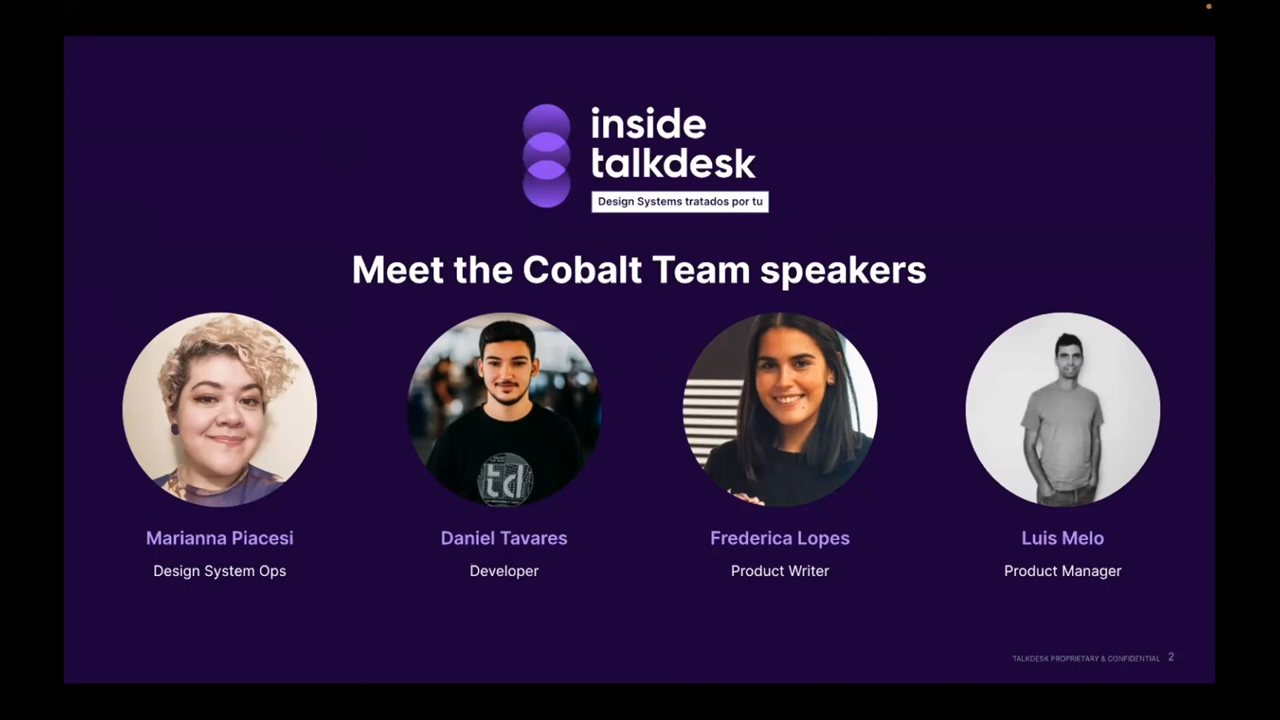 inside
talkdesk
Design Systems tratados por tu
Meet the Cobalt Team speakers
td
Marianna Piacesi
Daniel Tavares
Frederica Lopes
Luis Melo
Design System Ops
Developer
Product Writer
Product Manager
TALKDESK PROPRIETARY & CONFIDENTIAL 2